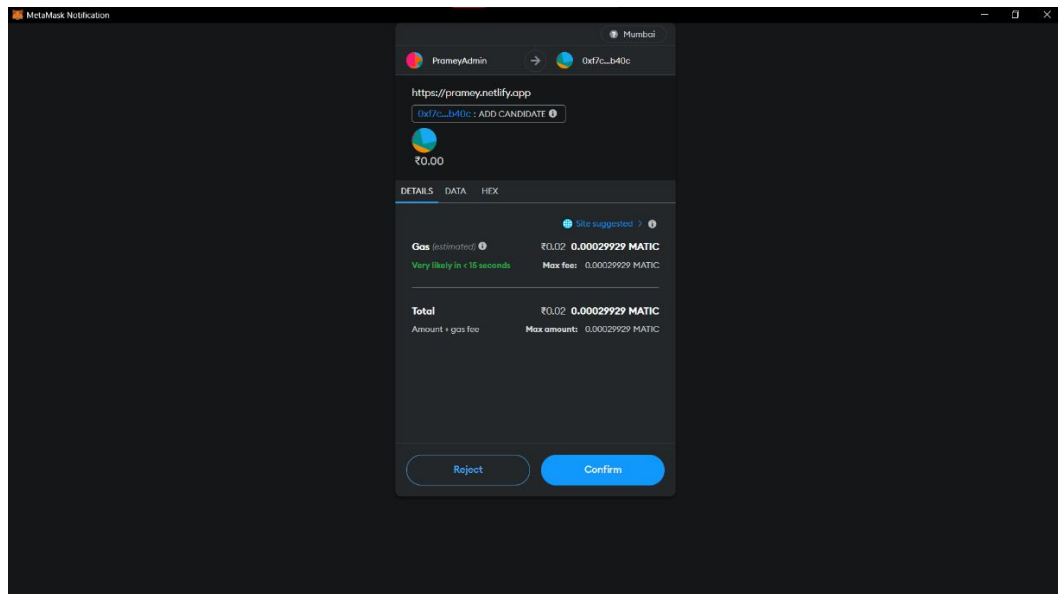 MetaMask Notification
Mumbai
PrameyAdmin → 0xf7c...b40c
https://pramey.netlify.app
0xf7c...b40c : ADD CANDIDATE
₹0.00
DETAILS DATA HEX
Site suggested >
Gas (estimated) ₹0.02 0.00029929 MATIC
Very likely in < 15 seconds Max fee: 0.00029929 MATIC
Total ₹0.02 0.00029929 MATIC
Amount + gas fee Max amount: 0.00029929 MATIC
Reject Confirm